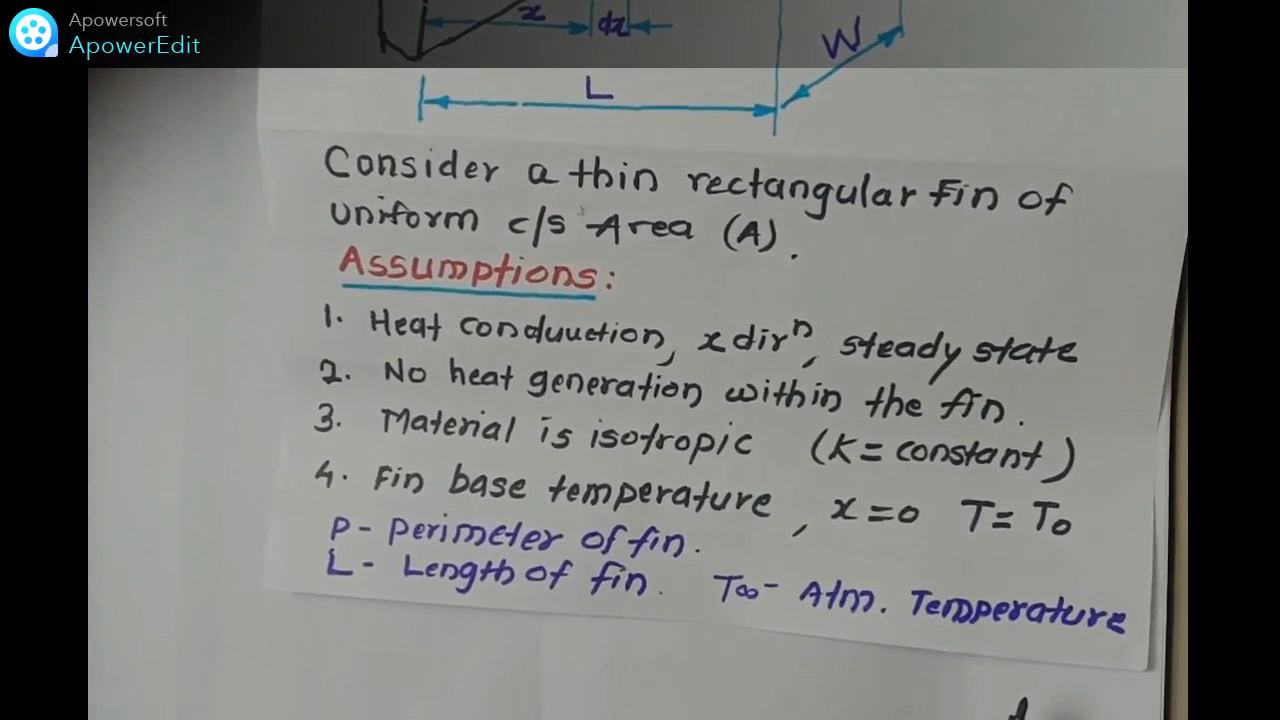 Apowersoft
ApowerEdit
x dx
W
L
Consider a thin rectangular Fin of
Uniform c/s Area (A).
Assumptions:
1. Heat conduuction, x dirⁿ, steady state
2. No heat generation within the fin.
3. Material is isotropic (K = constant)
4. Fin base temperature, x=0 T= T₀
P - Perimeter of fin.
L - Length of fin. T∞ - Atm. Temperature